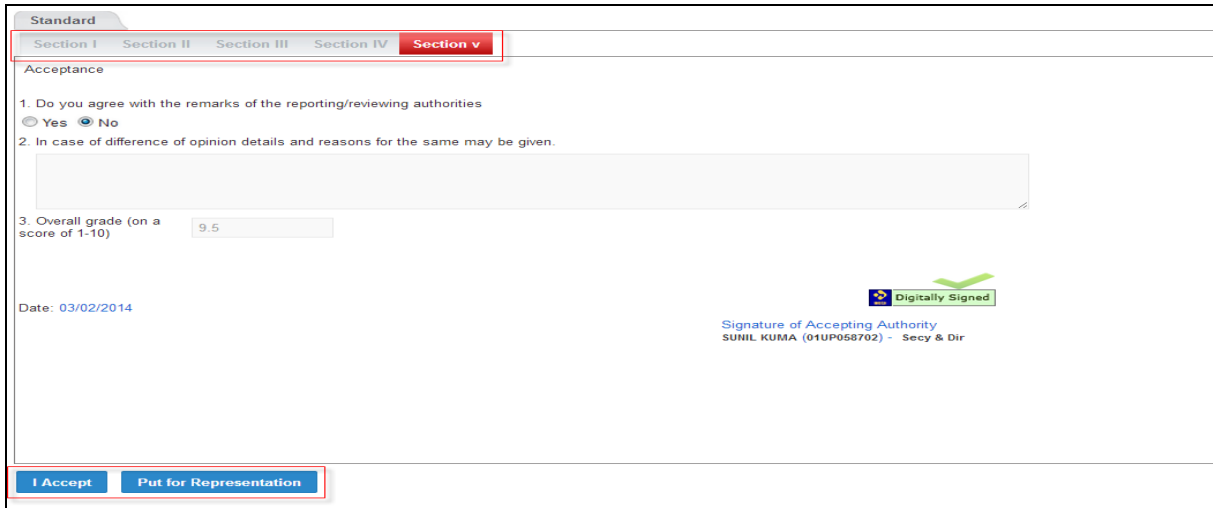 Standard
Section I Section II Section III Section IV Section v
Acceptance
1. Do you agree with the remarks of the reporting/reviewing authorities
Yes No
2. In case of difference of opinion details and reasons for the same may be given.
3. Overall grade (on a
score of 1-10)
9.5
Digitally Signed
Date: 03/02/2014
Signature of Accepting Authority
SUNIL KUMA (01UP058702) - Secy & Dir
I Accept Put for Representation